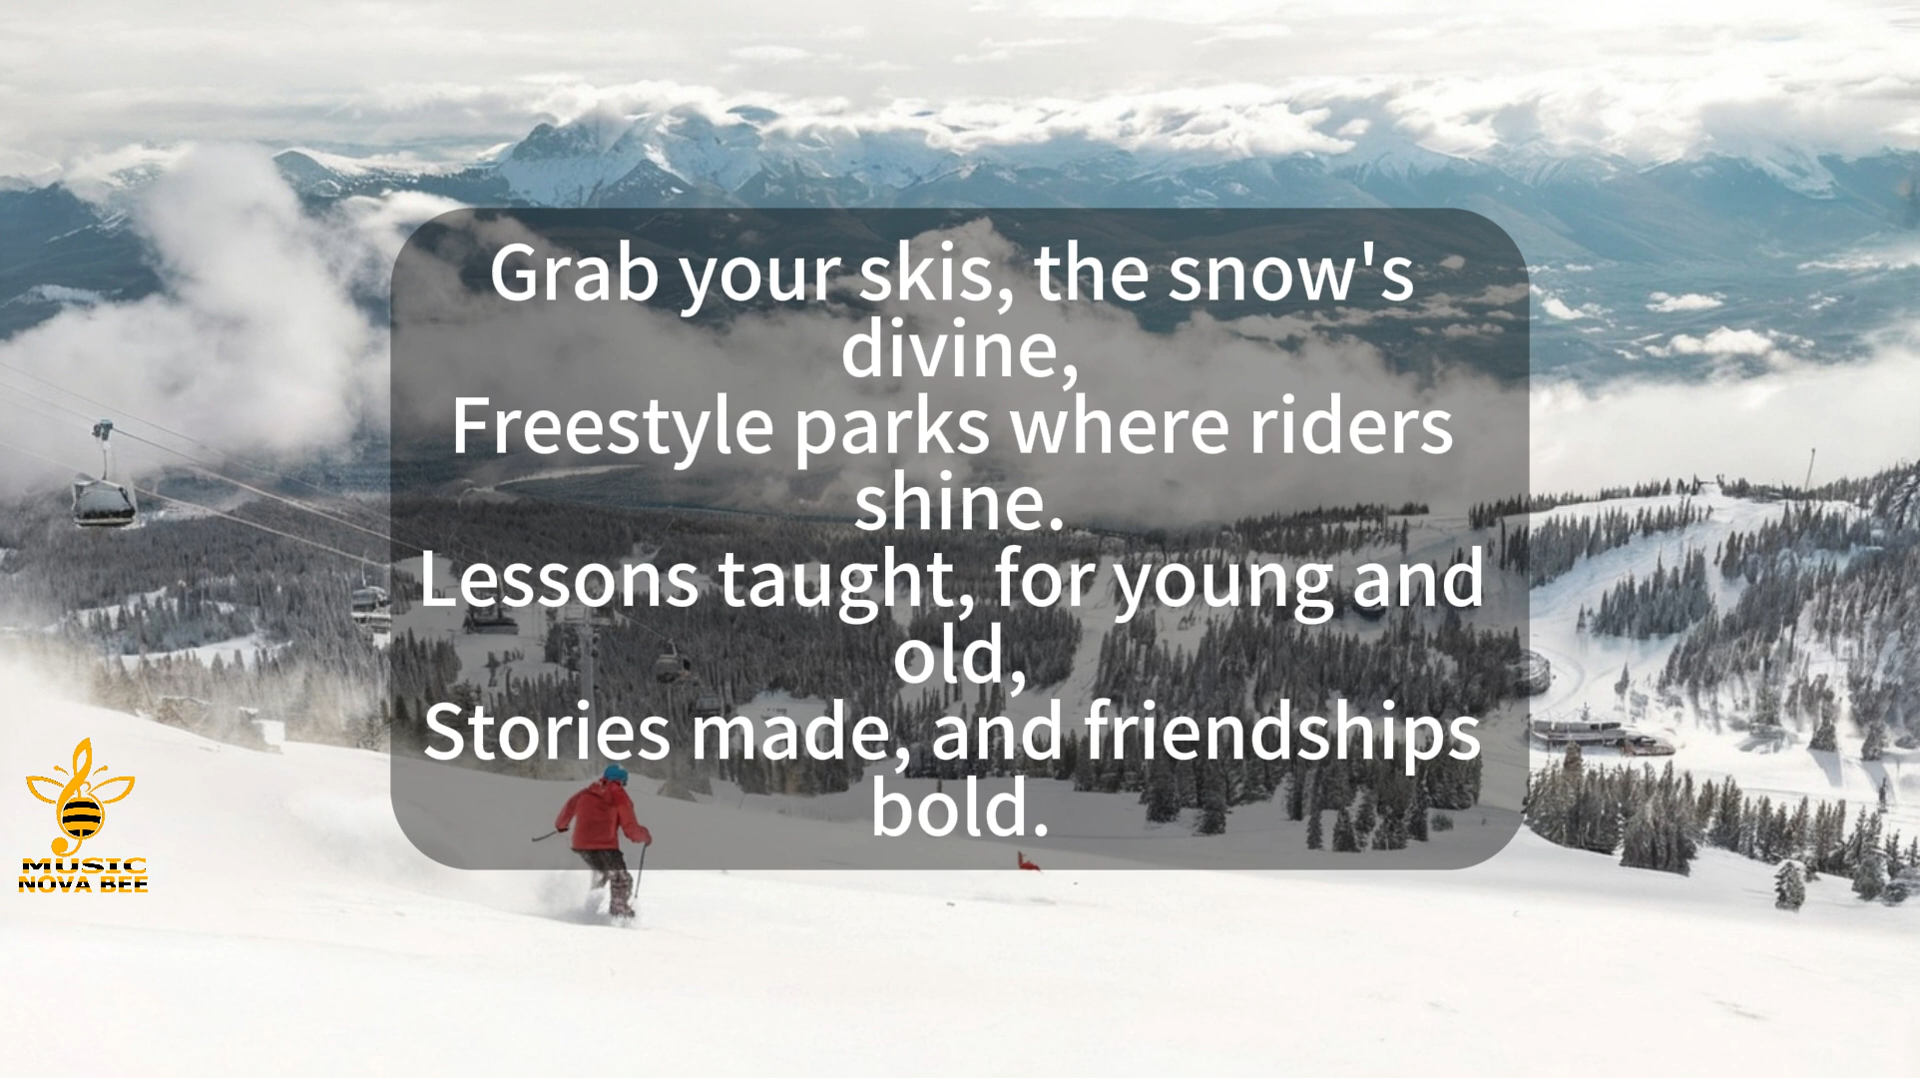 Grab your skis, the snow's
divine,
Freestyle parks where riders
shine.
Lessons taught, for young and
old,
Stories made, and friendships
bold.
MUSIC
NOVA BEE